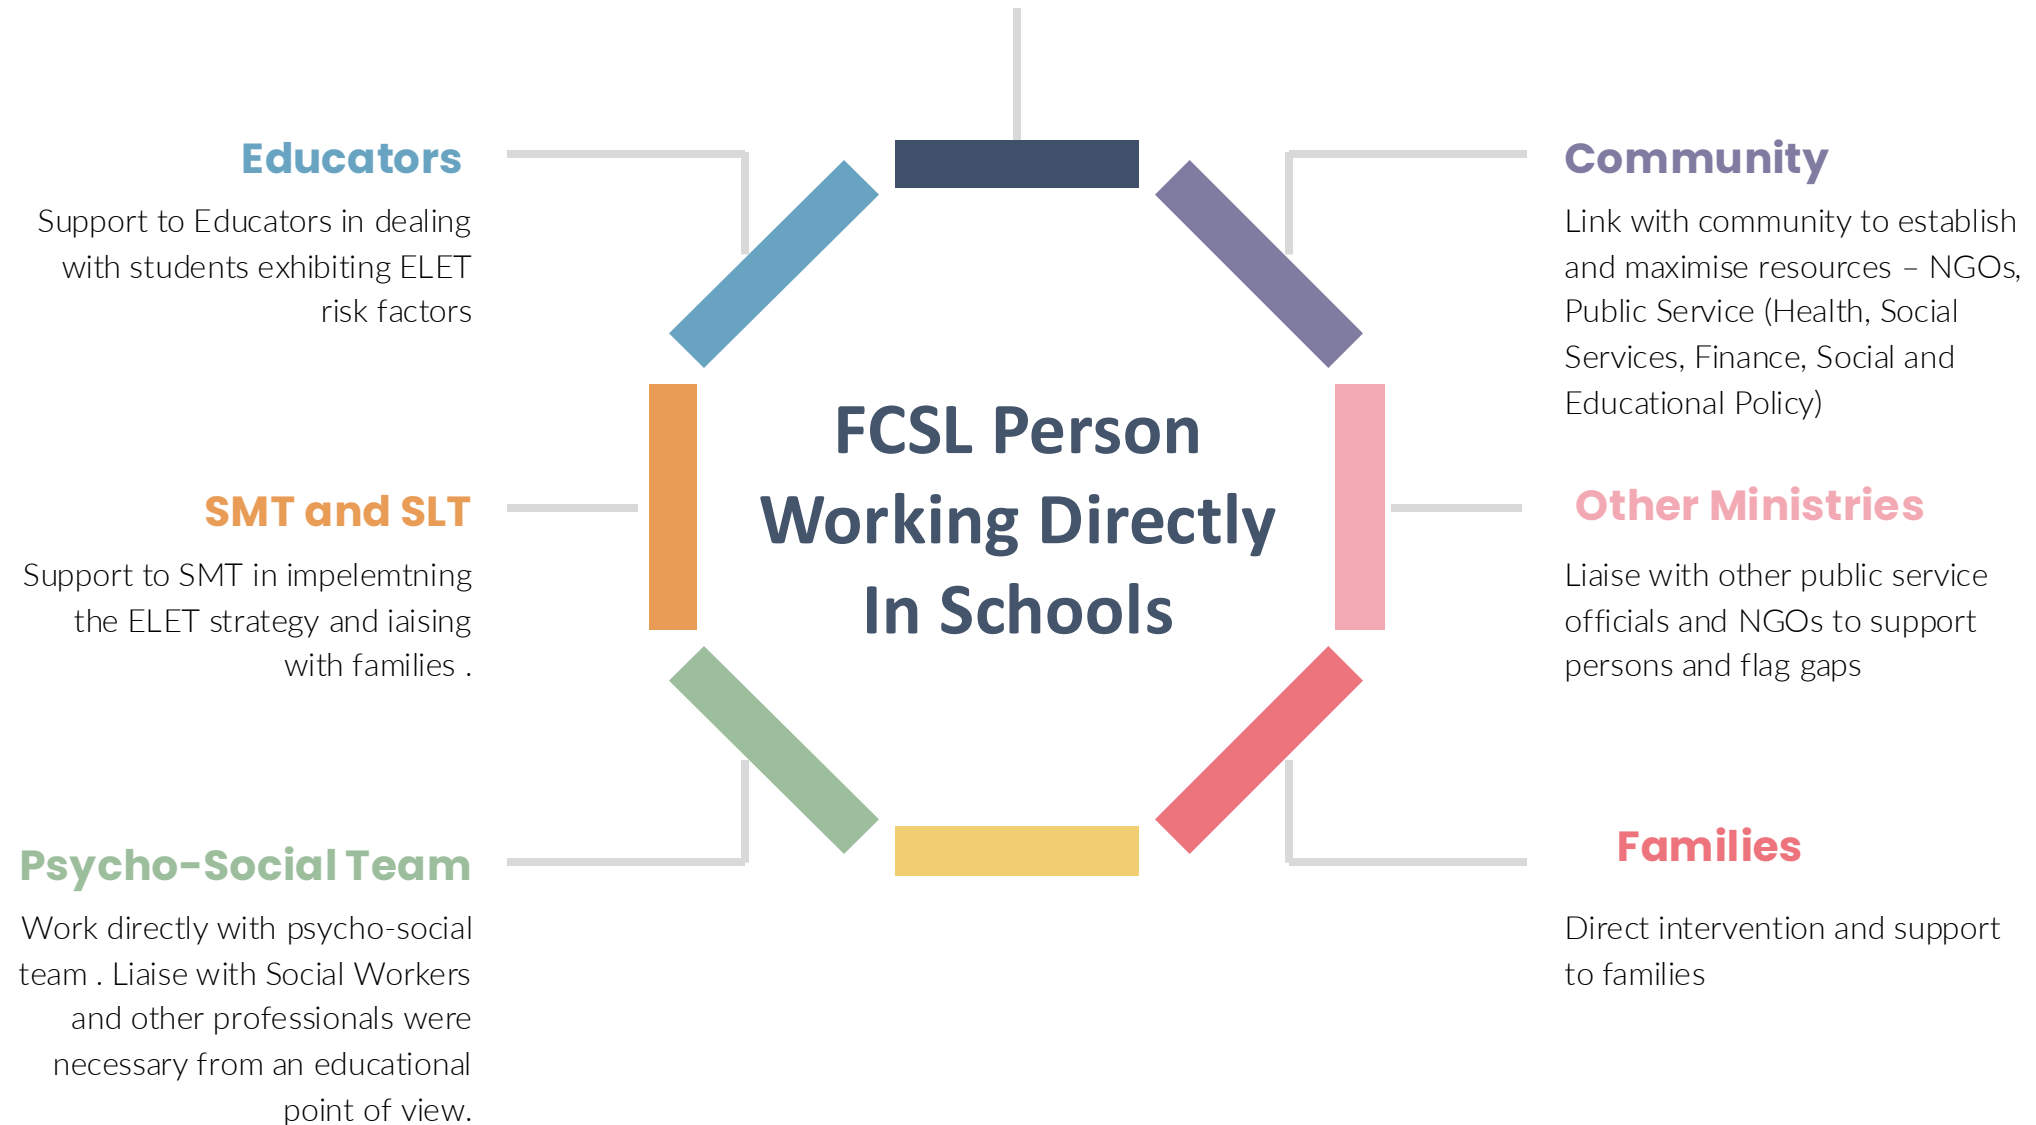 Educators
Support to Educators in dealing
with students exhibiting ELET
risk factors
SMT and SLT
Support to SMT in impelemtning
the ELET strategy and iaising
with families .
Psycho-Social Team
Work directly with psycho-social
team . Liaise with Social Workers
and other professionals were
necessary from an educational
point of view.
FCSL Person
Working Directly
In Schools
Community
Link with community to establish
and maximise resources – NGOs,
Public Service (Health, Social
Services, Finance, Social and
Educational Policy)
Other Ministries
Liaise with other public service
officials and NGOs to support
persons and flag gaps
Families
Direct intervention and support
to families